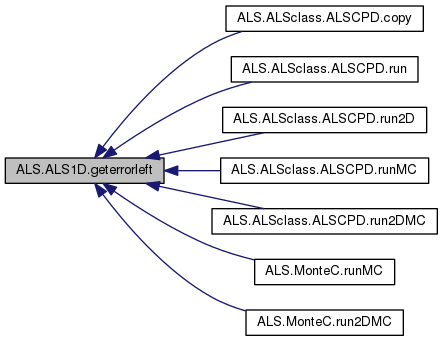 ALS.ALSclass.ALSCPD.copy
ALS.ALSclass.ALSCPD.run
ALS.ALSclass.ALSCPD.run2D
ALS.ALS1D.geterrorleft
ALS.ALSclass.ALSCPD.runMC
ALS.ALSclass.ALSCPD.run2DMC
ALS.MonteC.runMC
ALS.MonteC.run2DMC